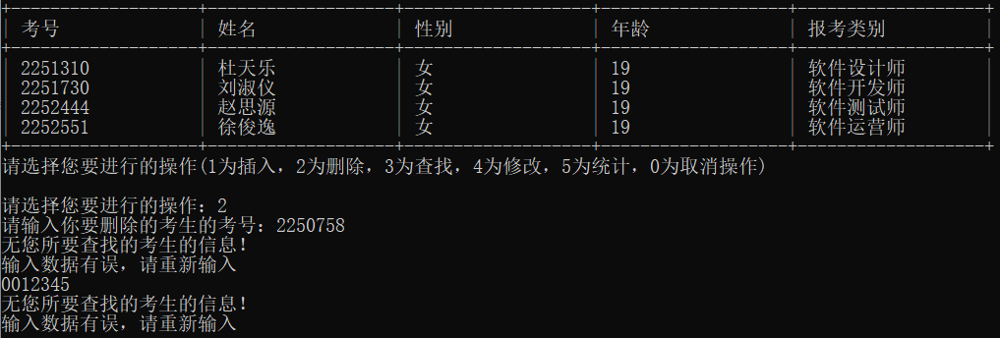 考号 姓名 性别 年龄 报考类别
2251310 杜天乐 女 19 软件设计师
2251730 刘淑仪 女 19 软件开发师
2252444 赵思源 女 19 软件测试师
2252551 徐俊逸 女 19 软件运营师
请选择您要进行的操作(1为插入，2为删除，3为查找，4为修改，5为统计，0为取消操作)
请选择您要进行的操作：2
请输入你要删除的考生的考号：2250758
无您所要查找的考生的信息！
输入数据有误，请重新输入
0012345
无您所要查找的考生的信息！
输入数据有误，请重新输入